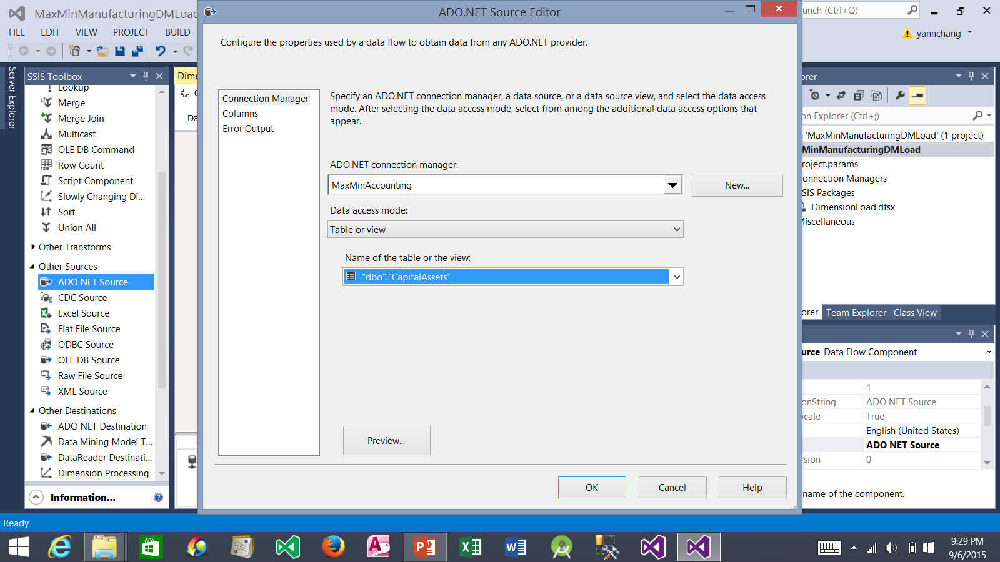 MaxMinManufacturingDMLoad
ADO.NET Source Editor
unch (Ctrl+Q)
FILE EDIT VIEW PROJECT BUILD
yannchang
Configure the properties used by a data flow to obtain data from any ADO.NET provider.
Server Explorer
SSIS Toolbox
Lookup
Merge
Merge Join
Multicast
OLE DB Command
Row Count
Script Component
Slowly Changing Di...
Sort
Union All
Other Transforms
Other Sources
ADO NET Source
CDC Source
Excel Source
Flat File Source
ODBC Source
OLE DB Source
Raw File Source
XML Source
Other Destinations
ADO NET Destination
Data Mining Model T...
DataReader Destinati...
Dimension Processing
Information...
Dime
Da
Connection Manager
Columns
Error Output
Specify an ADO.NET connection manager, a data source, or a data source view, and select the data access
mode. After selecting the data access mode, select from among the additional data access options that
appear.
ADO.NET connection manager:
MaxMinAccounting
New...
Data access mode:
Table or view
Name of the table or the view:
"dbo"."CapitalAssets"
Preview...
OK Cancel Help
orer
on Explorer (Ctrl+;)
'MaxMinManufacturingDMLoad' (1 project)
MinManufacturingDMLoad
roject.params
onnection Managers
SIS Packages
DimensionLoad.dtsx
Miscellaneous
orer Team Explorer Class View
urce Data Flow Component
1
onString ADO NET Source
ocale True
English (United States)
ADO NET Source
rsion 0
name of the component.
Ready
9:29 PM
9/6/2015